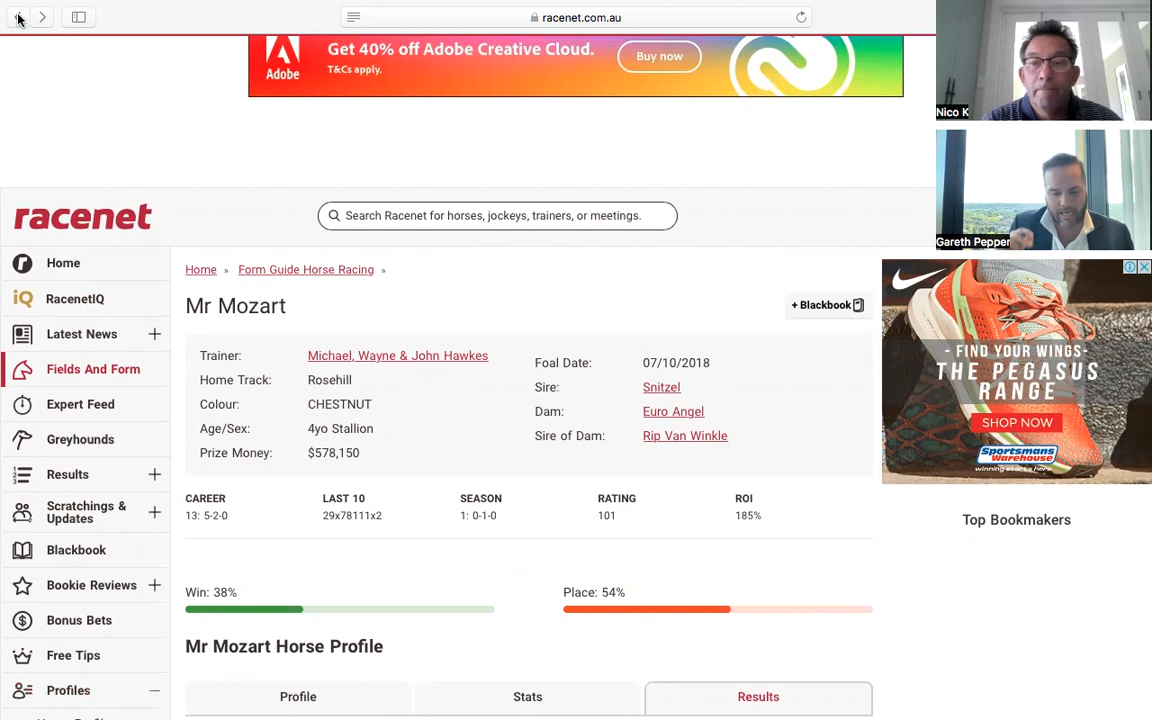 racenet.com.au
Get 40% off Adobe Creative Cloud.
T&Cs apply.
Buy now
Adobe
Nico K
Gareth Pepper
racenet
Search Racenet for horses, jockeys, trainers, or meetings.
Home
iQ RacenetIQ
Latest News
Fields And Form
Expert Feed
Greyhounds
Results
Scratchings &
Updates
Blackbook
Bookie Reviews
Bonus Bets
Free Tips
Profiles
Home » Form Guide Horse Racing »
Mr Mozart
+ Blackbook
Trainer: Michael, Wayne & John Hawkes
Home Track: Rosehill
Colour: CHESTNUT
Age/Sex: 4yo Stallion
Prize Money: $578,150
Foal Date: 07/10/2018
Sire: Snitzel
Dam: Euro Angel
Sire of Dam: Rip Van Winkle
CAREER LAST 10 SEASON RATING ROI
13: 5-2-0 29x78111x2 1: 0-1-0 101 185%
Win: 38% Place: 54%
Mr Mozart Horse Profile
Profile Stats Results
- FIND YOUR WINGS-
THE PEGASUS
RANGE
SHOP NOW
Sportsmans
Warehouse
winning starts here
Top Bookmakers